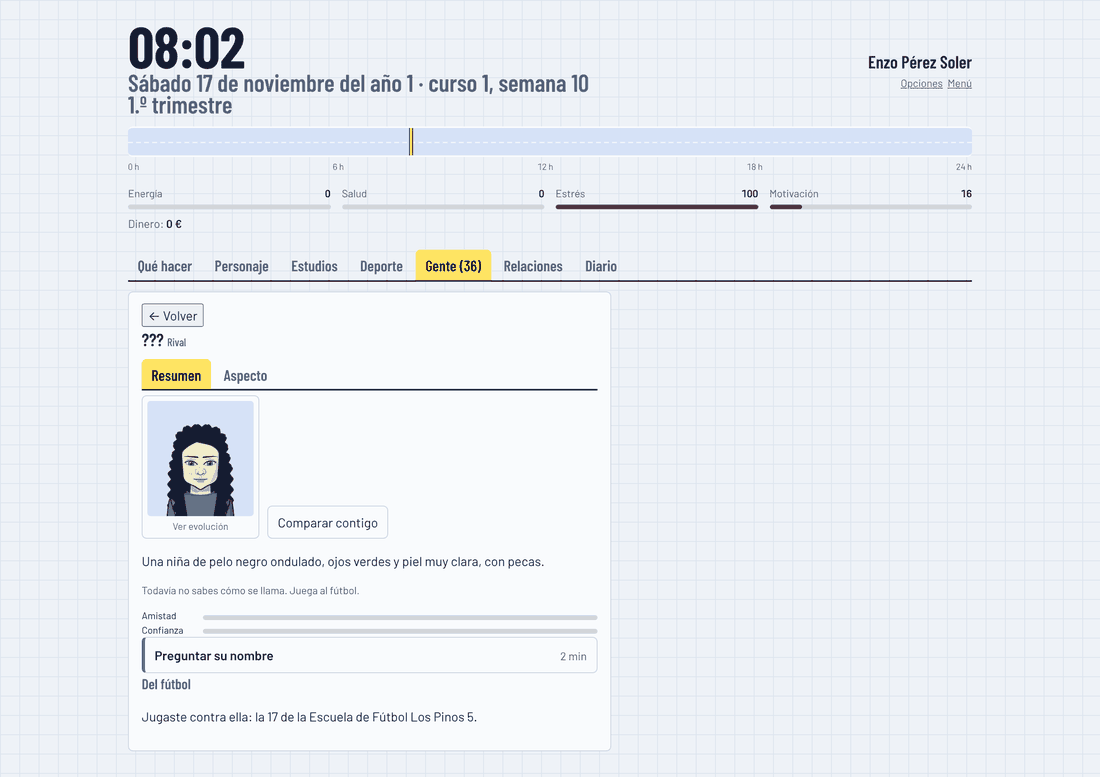 08:02
Sábado 17 de noviembre del año 1 · curso 1, semana 10
1.º trimestre
Enzo Pérez Soler
Opciones Menú
0 h 6 h 12 h 18 h 24 h
Energía 0 Salud 0 Estrés 100 Motivación 16
Dinero: 0 €
Qué hacer Personaje Estudios Deporte Gente (36) Relaciones Diario
← Volver
??? Rival
Resumen Aspecto
Ver evolución
Comparar contigo
Una niña de pelo negro ondulado, ojos verdes y piel muy clara, con pecas.
Todavía no sabes cómo se llama. Juega al fútbol.
Amistad
Confianza
Preguntar su nombre 2 min
Del fútbol
Jugaste contra ella: la 17 de la Escuela de Fútbol Los Pinos 5.